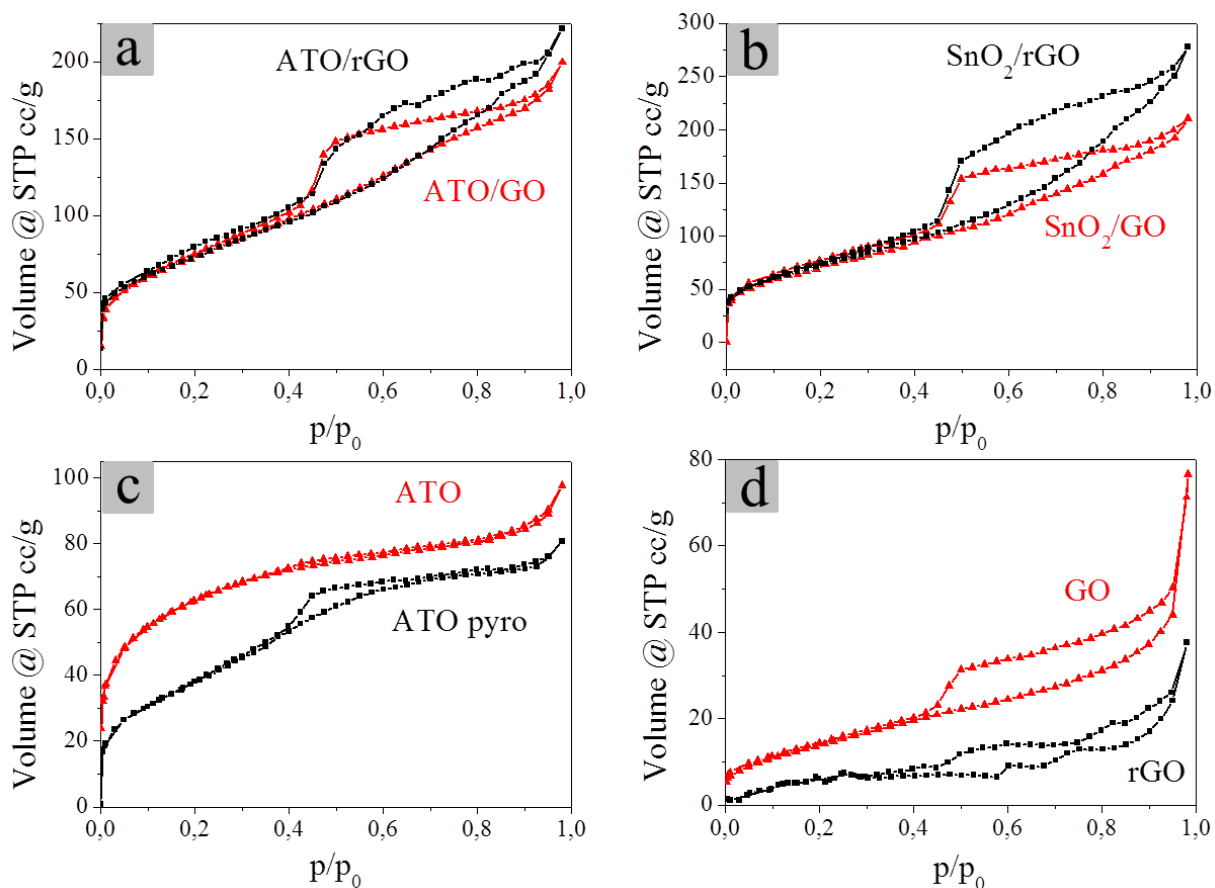 a
ATO/rGO
ATO/GO
Volume @ STP cc/g
200
150
100
50
0
0,0 0,2 0,4 0,6 0,8 1,0
p/p₀
b
SnO₂/rGO
SnO₂/GO
Volume @ STP cc/g
300
250
200
150
100
50
0
0,0 0,2 0,4 0,6 0,8 1,0
p/p₀
c
ATO
ATO pyro
Volume @ STP cc/g
100
80
60
40
20
0
0,0 0,2 0,4 0,6 0,8 1,0
p/p₀
d
GO
rGO
Volume @ STP cc/g
80
60
40
20
0
0,0 0,2 0,4 0,6 0,8 1,0
p/p₀